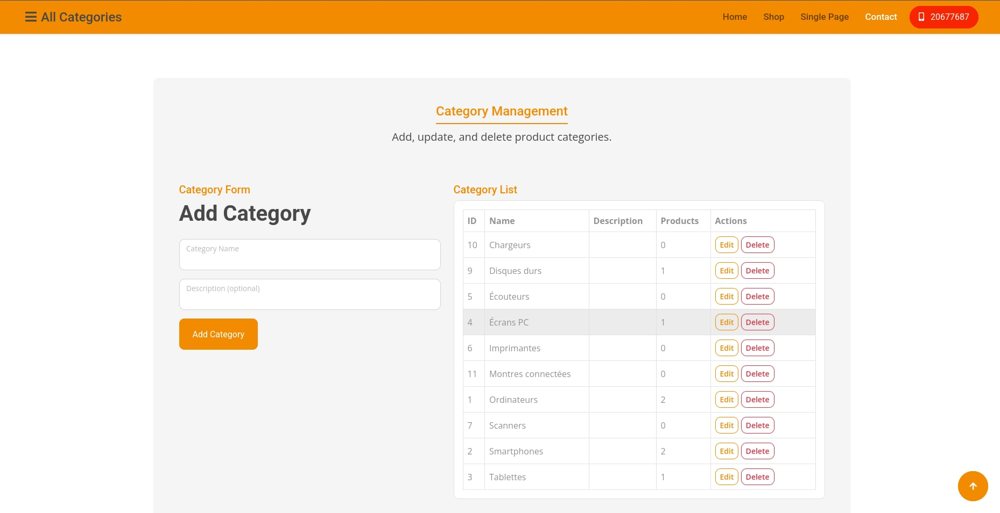 All Categories
Home Shop Single Page Contact 20677687
Category Management
Add, update, and delete product categories.
Category Form
Add Category
Category Name
Description (optional)
Add Category
Category List
ID Name Description Products Actions
10 Chargeurs 0 Edit Delete
9 Disques durs 1 Edit Delete
5 Écouteurs 0 Edit Delete
4 Écrans PC 1 Edit Delete
6 Imprimantes 0 Edit Delete
11 Montres connectées 0 Edit Delete
1 Ordinateurs 2 Edit Delete
7 Scanners 0 Edit Delete
2 Smartphones 2 Edit Delete
3 Tablettes 1 Edit Delete